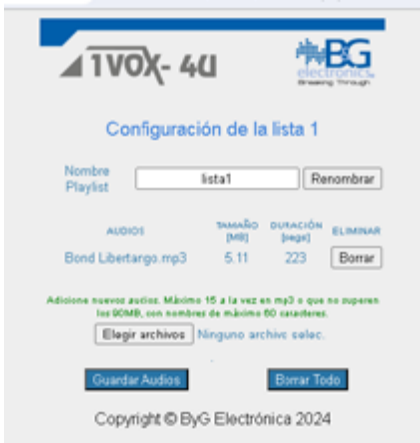 1VOX- 4U
B&G
electronics
Breaking Through
Configuración de la lista 1
Nombre
Playlist
lista1
Renombrar
AUDIOS
TAMAÑO
[MB]
DURACIÓN
[segs]
ELIMINAR
Bond Libertango.mp3
5.11
223
Borrar
Adicione nuevos audios. Máximo 15 a la vez en mp3 o que no superen
los 90MB, con nombres de máximo 60 caracteres.
Elegir archivos
Ninguno archivo selec.
Guardar Audios
Borrar Todo
Copyright © ByG Electrónica 2024